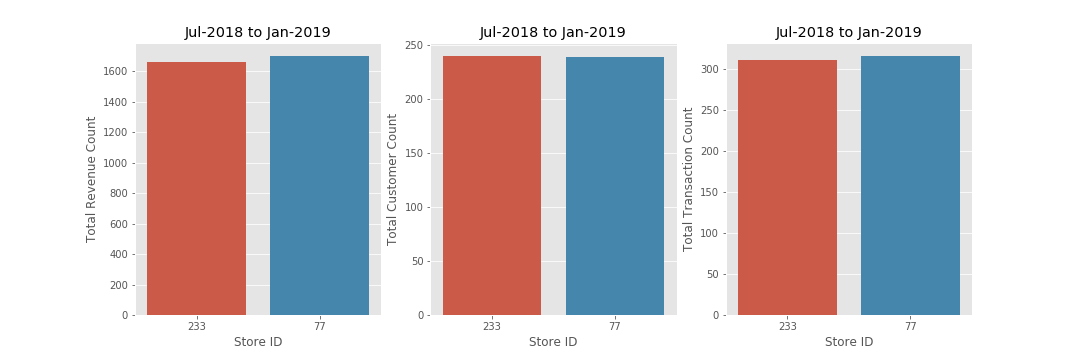 Jul-2018 to Jan-2019
Total Revenue Count
1600
1400
1200
1000
800
600
400
200
0
233 77
Store ID
Jul-2018 to Jan-2019
Total Customer Count
250
200
150
100
50
0
233 77
Store ID
Jul-2018 to Jan-2019
Total Transaction Count
300
250
200
150
100
50
0
233 77
Store ID